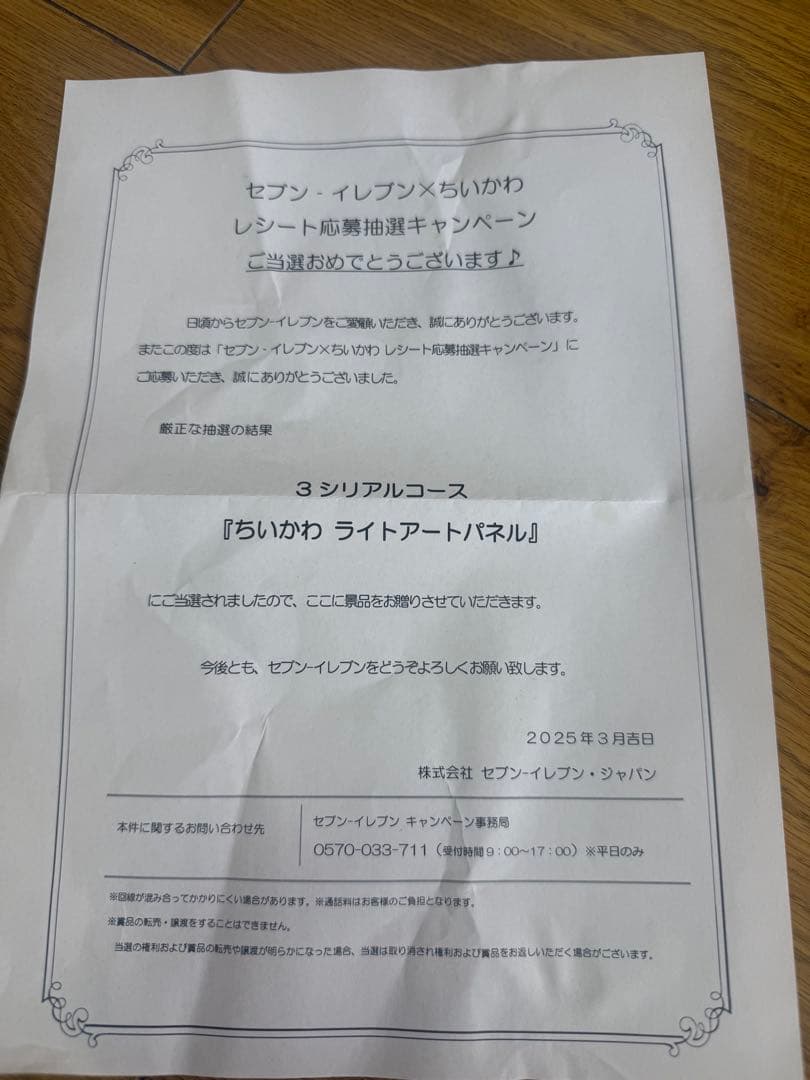 セブン‐イレブン×ちいかわ
レシート応募抽選キャンペーン
ご当選おめでとうございます♪
日頃からセブン-イレブンをご愛顧いただき、誠にありがとうございます。
またこの度は「セブン‐イレブン×ちいかわ レシート応募抽選キャンペーン」に
ご応募いただき、誠にありがとうございました。
厳正な抽選の結果
3シリアルコース
『ちいかわ ライトアートパネル』
にご当選されましたので、ここに景品をお贈りさせていただきます。
今後とも、セブン-イレブンをどうぞよろしくお願い致します。
2025年3月吉日
株式会社 セブン-イレブン・ジャパン
本件に関するお問い合わせ先
セブン-イレブン キャンペーン事務局
0570-033-711（受付時間9：00～17：00）※平日のみ
※回線が混み合ってかかりにくい場合があります。※通話料はお客様のご負担となります。
※賞品の転売・譲渡をすることはできません。
当選の権利および賞品の転売や譲渡が明らかになった場合、当選は取り消され権利および賞品をお返しいただく場合がございます。